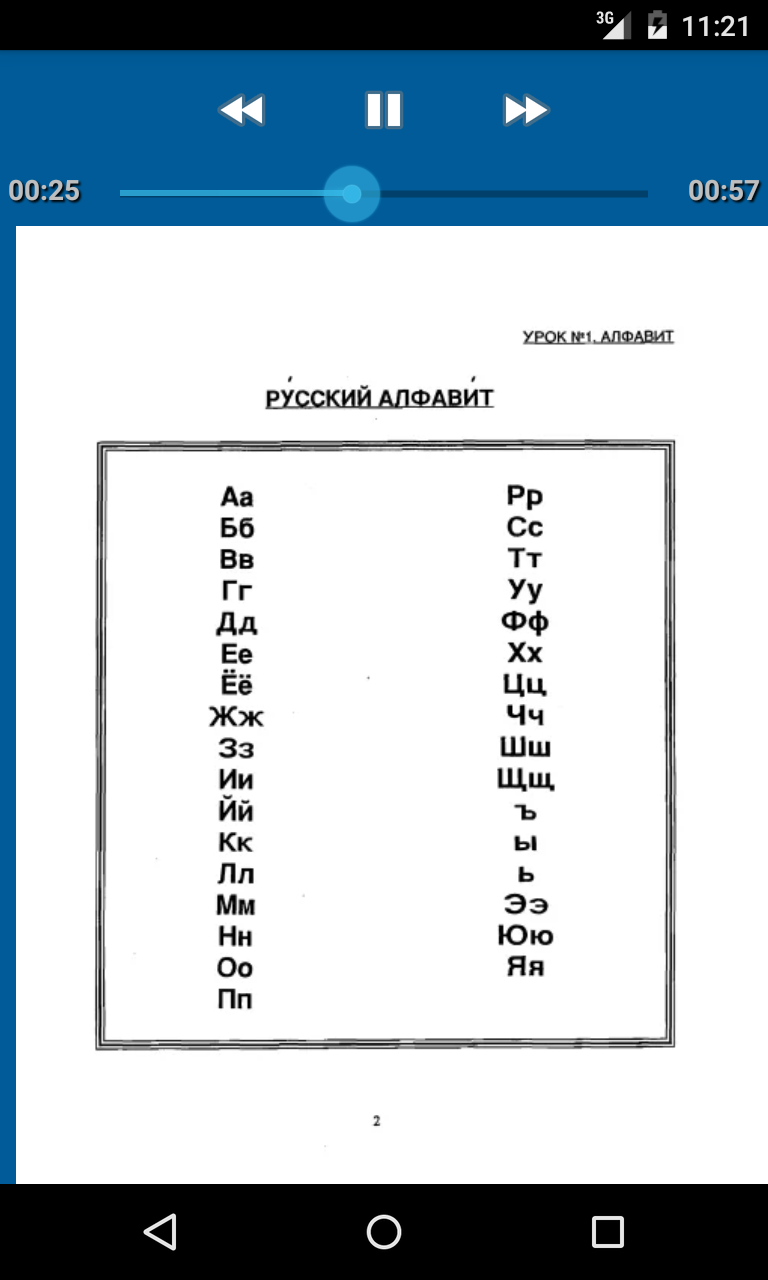 3G 11:21
00:25 00:57
УРОК №1. АЛФАВИТ
РУ́ССКИЙ АЛФАВИ́Т
Аа
Бб
Вв
Гг
Дд
Ее
Ёё
Жж
Зз
Ии
Йй
Кк
Лл
Мм
Нн
Оо
Пп
Рр
Сс
Тт
Уу
Фф
Хх
Цц
Чч
Шш
Щщ
ъ
ы
ь
Ээ
Юю
Яя
2